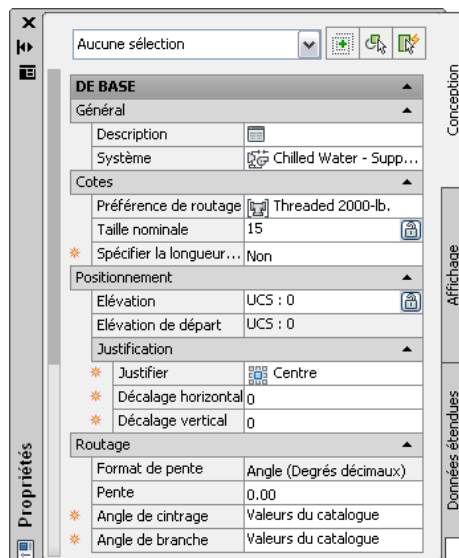 Aucune sélection
DE BASE
Général
Description
Système Chilled Water - Supp...
Cotes
Préférence de routage Threaded 2000-lb.
Taille nominale 15
Spécifier la longueur... Non
Positionnement
Elévation UCS : 0
Elévation de départ UCS : 0
Justification
Justifier Centre
Décalage horizontal 0
Décalage vertical 0
Routage
Format de pente Angle (Degrés décimaux)
Pente 0.00
Angle de cintrage Valeurs du catalogue
Angle de branche Valeurs du catalogue
Propriétés
Conception
Affichage
Données étendues